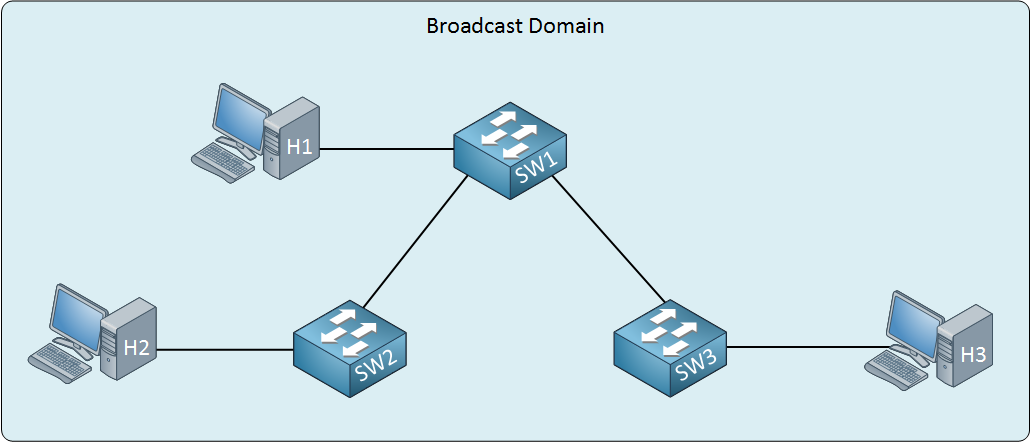 Broadcast Domain
H1
SW1
H2
SW2
SW3
H3